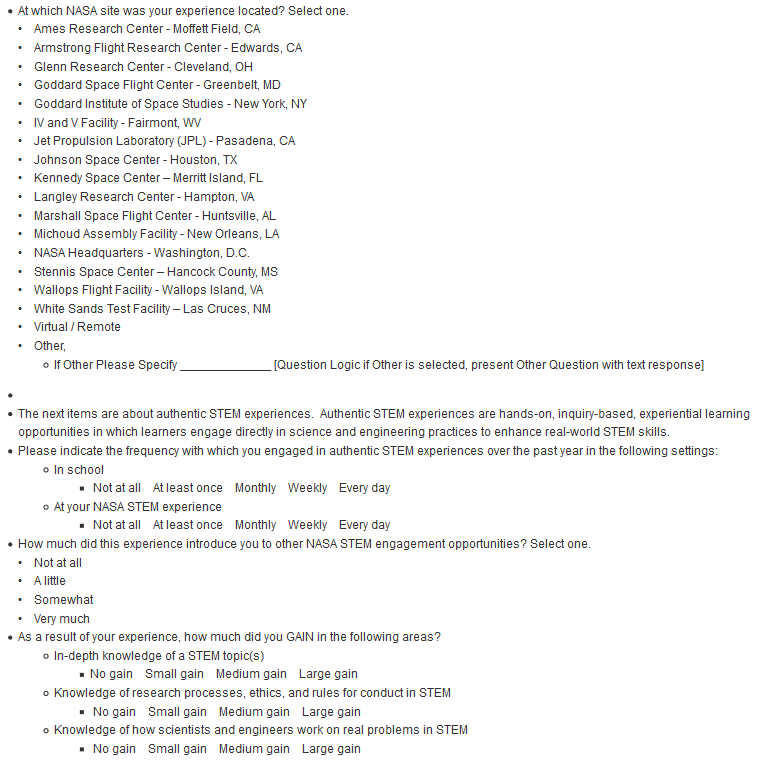 At which NASA site was your experience located? Select one.
Ames Research Center - Moffett Field, CA
Armstrong Flight Research Center - Edwards, CA
Glenn Research Center - Cleveland, OH
Goddard Space Flight Center - Greenbelt, MD
Goddard Institute of Space Studies - New York, NY
IV and V Facility - Fairmont, WV
Jet Propulsion Laboratory (JPL) - Pasadena, CA
Johnson Space Center - Houston, TX
Kennedy Space Center – Merritt Island, FL
Langley Research Center - Hampton, VA
Marshall Space Flight Center - Huntsville, AL
Michoud Assembly Facility - New Orleans, LA
NASA Headquarters - Washington, D.C.
Stennis Space Center – Hancock County, MS
Wallops Flight Facility - Wallops Island, VA
White Sands Test Facility – Las Cruces, NM
Virtual / Remote
Other,
If Other Please Specify ______________ [Question Logic if Other is selected, present Other Question with text response]
The next items are about authentic STEM experiences.  Authentic STEM experiences are hands-on, inquiry-based, experiential learning
opportunities in which learners engage directly in science and engineering practices to enhance real-world STEM skills.
Please indicate the frequency with which you engaged in authentic STEM experiences over the past year in the following settings:
In school
Not at all    At least once    Monthly    Weekly    Every day
At your NASA STEM experience
Not at all    At least once    Monthly    Weekly    Every day
How much did this experience introduce you to other NASA STEM engagement opportunities? Select one.
Not at all
A little
Somewhat
Very much
As a result of your experience, how much did you GAIN in the following areas?
In-depth knowledge of a STEM topic(s)
No gain    Small gain    Medium gain    Large gain
Knowledge of research processes, ethics, and rules for conduct in STEM
No gain    Small gain    Medium gain    Large gain
Knowledge of how scientists and engineers work on real problems in STEM
No gain    Small gain    Medium gain    Large gain